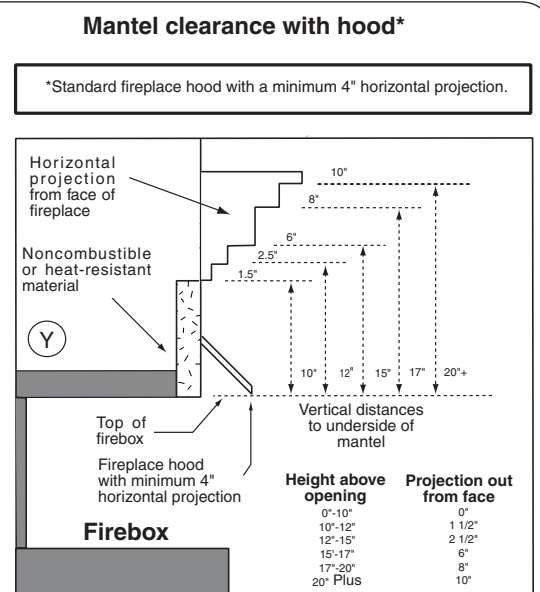 Mantel clearance with hood*
*Standard fireplace hood with a minimum 4" horizontal projection.
Horizontal
projection
from face of
fireplace
Noncombustible
or heat-resistant
material
Y
10"
8"
6"
2.5"
1.5"
10"
12"
15"
17"
20"+
Top of
firebox
Vertical distances
to underside of
mantel
Fireplace hood
with minimum 4"
horizontal projection
Firebox
Height above
opening
Projection out
from face
0"-10" 0"
10"-12" 1 1/2"
12"-15" 2 1/2"
15'-17" 6"
17"-20" 8"
20" Plus 10"